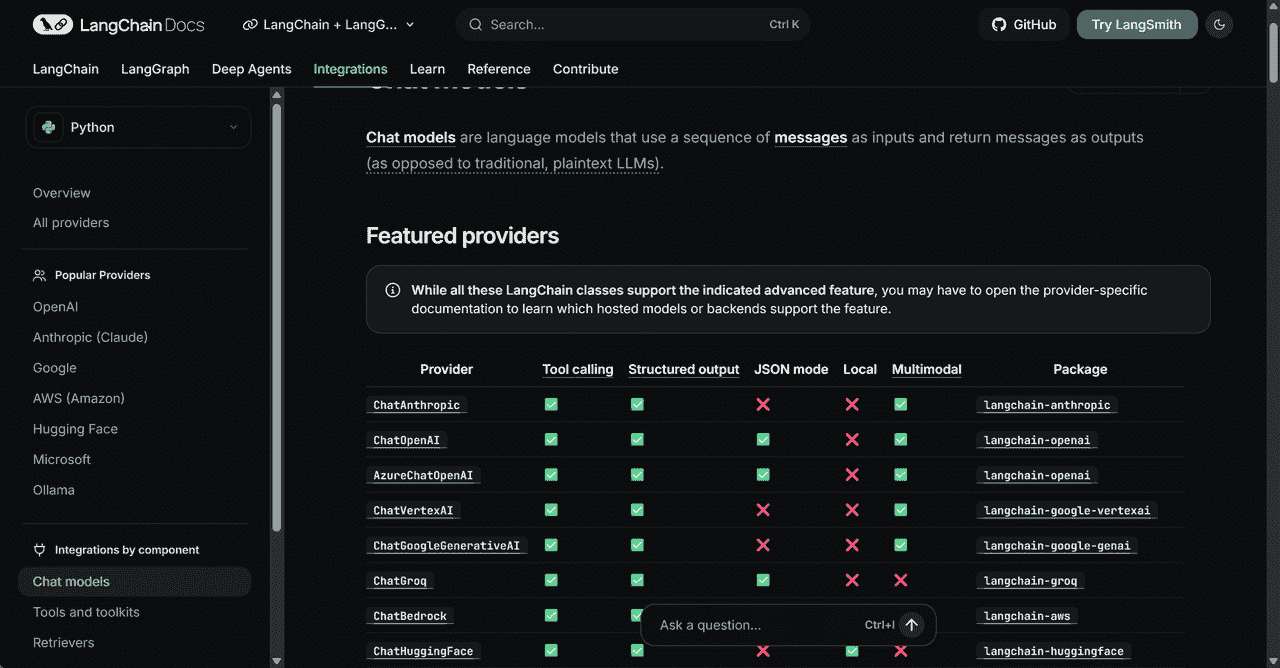 LangChain Docs
LangChain + LangG...
Search...
Ctrl K
GitHub
Try LangSmith
LangChain
LangGraph
Deep Agents
Integrations
Learn
Reference
Contribute
Python
Overview
All providers
Popular Providers
OpenAI
Anthropic (Claude)
Google
AWS (Amazon)
Hugging Face
Microsoft
Ollama
Integrations by component
Chat models
Tools and toolkits
Retrievers
Chat models
Chat models are language models that use a sequence of messages as inputs and return messages as outputs
(as opposed to traditional, plaintext LLMs).
Featured providers
While all these LangChain classes support the indicated advanced feature, you may have to open the provider-specific
documentation to learn which hosted models or backends support the feature.
Provider Tool calling Structured output JSON mode Local Multimodal Package
ChatAnthropic ✅ ✅ ❌ ❌ ✅ langchain-anthropic
ChatOpenAI ✅ ✅ ✅ ❌ ✅ langchain-openai
AzureChatOpenAI ✅ ✅ ✅ ❌ ✅ langchain-openai
ChatVertexAI ✅ ✅ ❌ ❌ ✅ langchain-google-vertexai
ChatGoogleGenerativeAI ✅ ✅ ❌ ❌ ✅ langchain-google-genai
ChatGroq ✅ ✅ ✅ ❌ ❌ langchain-groq
ChatBedrock ✅ ✅ langchain-aws
ChatHuggingFace ✅ ✅ ❌ ✅ ❌ langchain-huggingface
Ask a question...
Ctrl+I